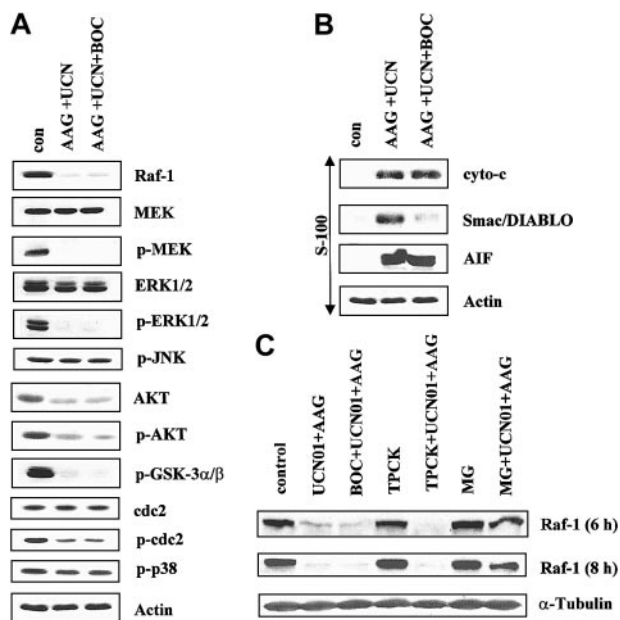 A
con
AAG +UCN
AAG +UCN+BOC
Raf-1
MEK
p-MEK
ERK1/2
p-ERK1/2
p-JNK
AKT
p-AKT
p-GSK-3α/β
cdc2
p-cdc2
p-p38
Actin
B
con
AAG +UCN
AAG +UCN+BOC
S-100
cyto-c
Smac/DIABLO
AIF
Actin
C
control
UCN01+AAG
BOC+UCN01+AAG
TPCK
TPCK+UCN01+AAG
MG
MG+UCN01+AAG
Raf-1 (6 h)
Raf-1 (8 h)
α-Tubulin